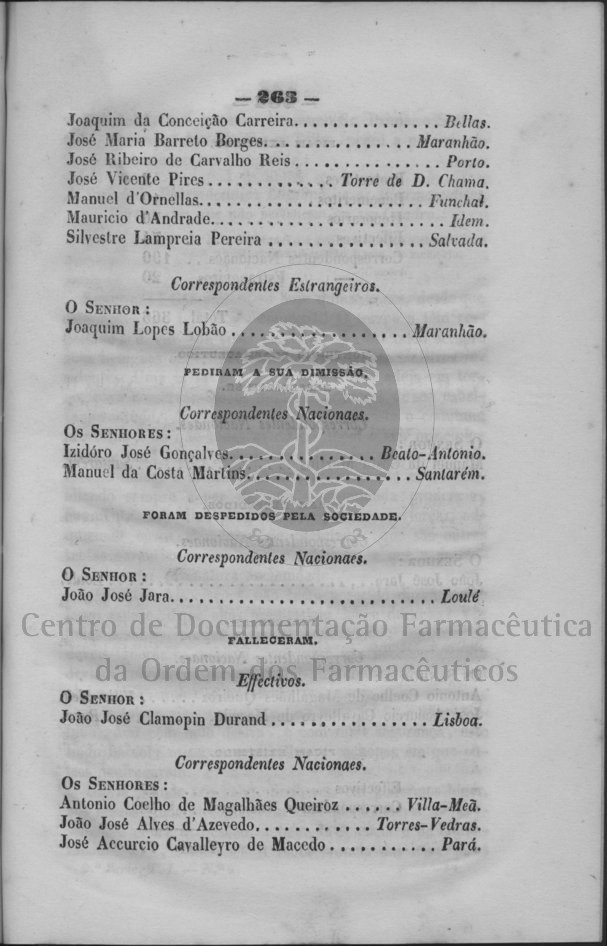 — 263 —
Joaquim da Conceição Carreira............... Bellas.
José Maria Barreto Borges............... Maranhão.
José Ribeiro de Carvalho Reis............... Porto.
José Vicente Pires............. Torre de D. Chama.
Manuel d'Ornellas..................... Funchal.
Mauricio d'Andrade....................... Idem.
Silvestre Lampreia Pereira .............. Salvada.
Correspondentes Estrangeiros.
O Senhor :
Joaquim Lopes Lobão ................... Maranhão.
PEDIRAM A SUA DIMISSÃO.
Correspondentes Nacionaes.
Os Senhores :
Izidóro José Gonçalves................ Beato-Antonio.
Manuel da Costa Martins.................. Santarém.
FORAM DESPEDIDOS PELA SOCIEDADE.
Correspondentes Nacionaes.
O Senhor :
João José Jara............................ Loulé
Centro de Documentação Farmacêutica
FALLECERAM.
da Ordem dos Farmacêuticos
Effectivos.
O Senhor :
João José Clamopin Durand ................ Lisboa.
Correspondentes Nacionaes.
Os Senhores :
Antonio Coelho de Magalhães Queiroz ...... Villa-Meã.
João José Alves d'Azevedo............ Torres-Vedras.
José Accurcio Cavalleyro de Macedo ........... Pará.